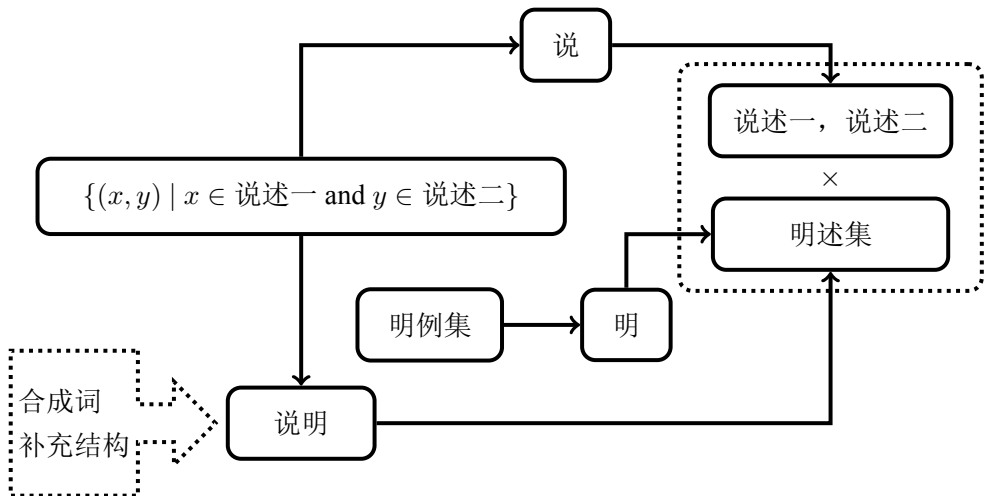 说
说述一，说述二
×
{(x, y) | x ∈ 说述一 and y ∈ 说述二}
明述集
明例集
明
合成词
补充结构
说明